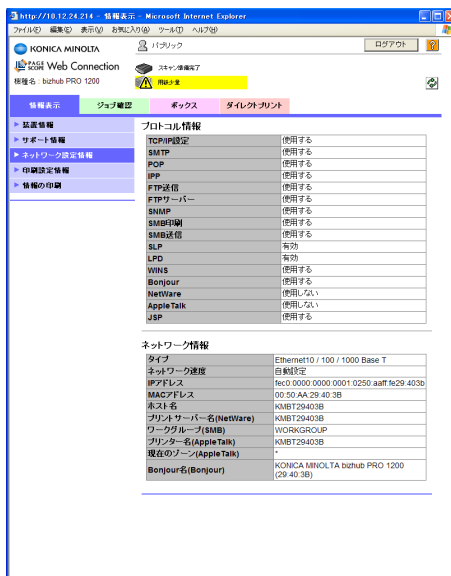 http://10.12.24.214 - 情報表示 - Microsoft Internet Explorer
ファイル(F) 編集(E) 表示(V) お気に入り(A) ツール(T) ヘルプ(H)
KONICA MINOLTA
パブリック
ログアウト
?
PAGE SCOPE Web Connection
スキャン準備完了
機種名 : bizhub PRO 1200
用紙少量
情報表示 ジョブ確認 ボックス ダイレクトプリント
装置情報
サポート情報
ネットワーク設定情報
印刷設定情報
情報の印刷
プロトコル情報
TCP/IP設定 使用する
SMTP 使用する
POP 使用する
IPP 使用する
FTP送信 使用する
FTPサーバー 使用する
SNMP 使用する
SMB印刷 使用する
SMB送信 使用する
SLP 有効
LPD 有効
WINS 使用する
Bonjour 使用する
NetWare 使用しない
AppleTalk 使用しない
JSP 使用する
ネットワーク情報
タイプ Ethernet10 / 100 / 1000 Base T
ネットワーク速度 自動設定
IPアドレス fec0:0000:0000:0001:0250:aaff:fe29:403b
MACアドレス 00:50:AA:29:40:3B
ホスト名 KMBT29403B
プリントサーバー名(NetWare) KMBT29403B
ワークグループ(SMB) WORKGROUP
プリンター名(AppleTalk) KMBT29403B
現在のゾーン(AppleTalk) *
Bonjour名(Bonjour) KONICA MINOLTA bizhub PRO 1200
(29:40:3B)